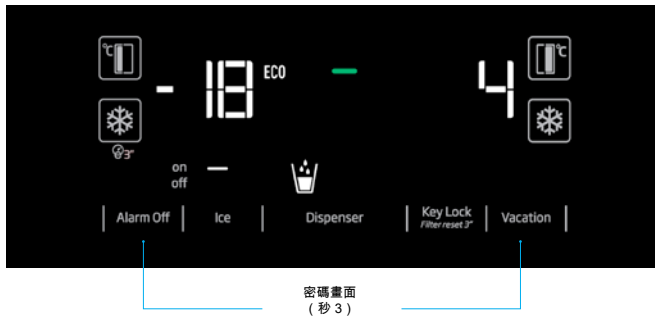 °C
°C
-18 ECO
4
3"
on
off
Alarm Off
Ice
Dispenser
Key Lock
Filter reset 3"
Vacation
密碼畫面
(秒3)